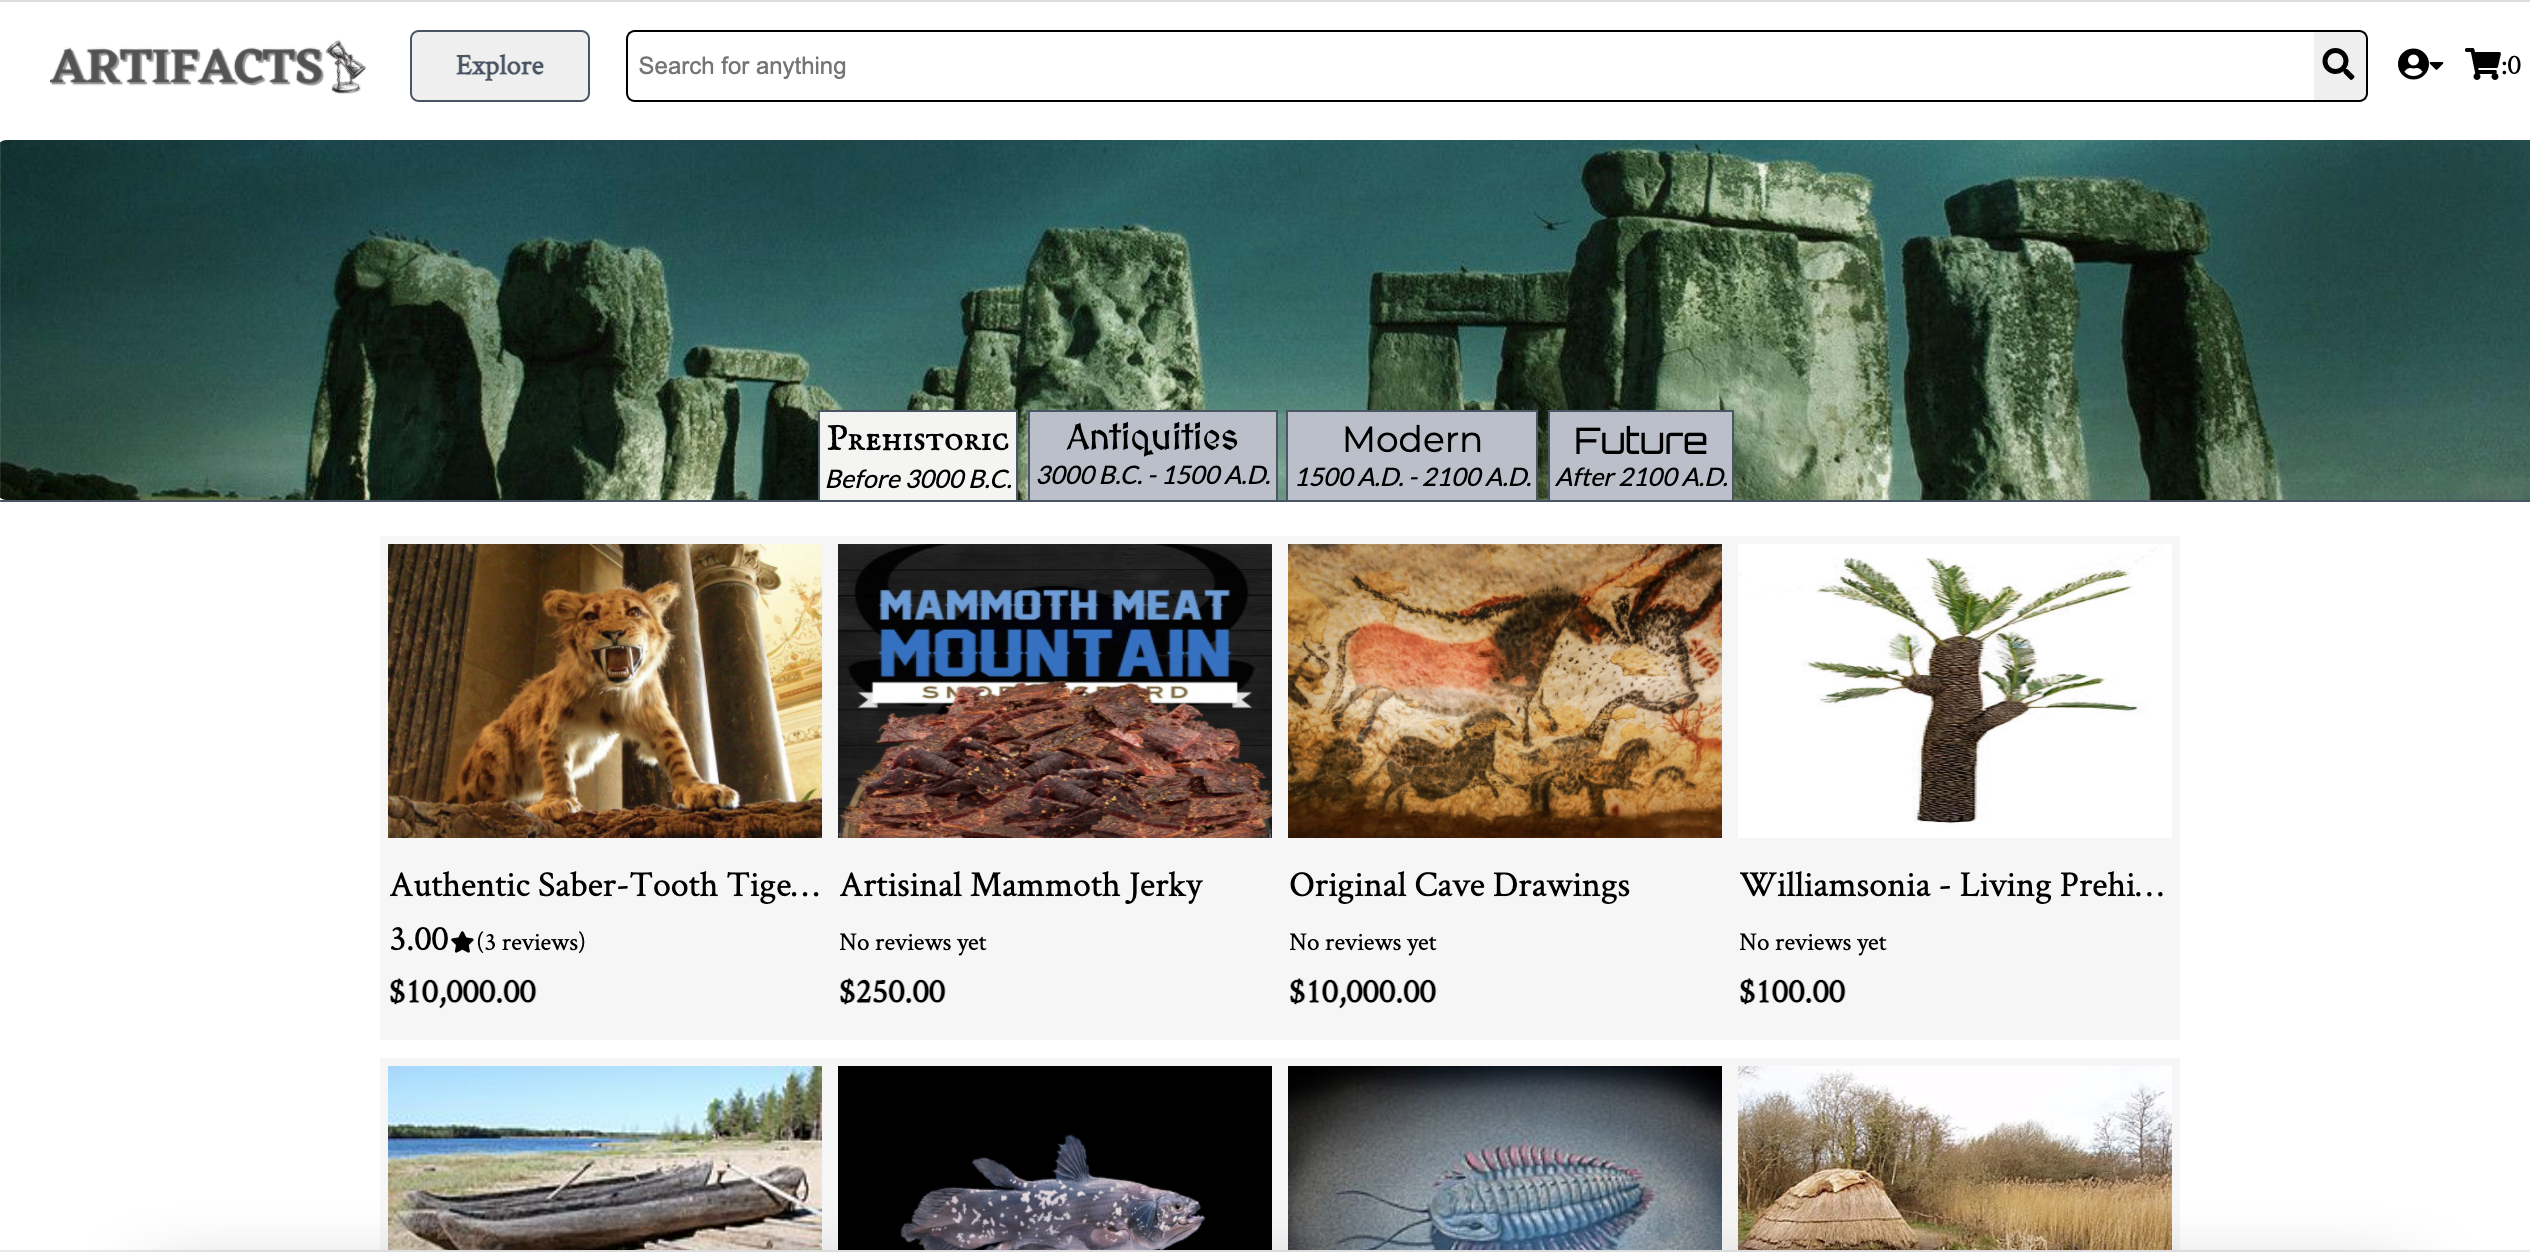 ARTIFACTS
Explore
Search for anything
:0
Prehistoric
Before 3000 B.C.
Antiquities
3000 B.C. - 1500 A.D.
Modern
1500 A.D. - 2100 A.D.
Future
After 2100 A.D.
MAMMOTH MEAT
MOUNTAIN
Authentic Saber-Tooth Tige...
3.00 (3 reviews)
$10,000.00
Artisinal Mammoth Jerky
No reviews yet
$250.00
Original Cave Drawings
No reviews yet
$10,000.00
Williamsonia - Living Prehi...
No reviews yet
$100.00